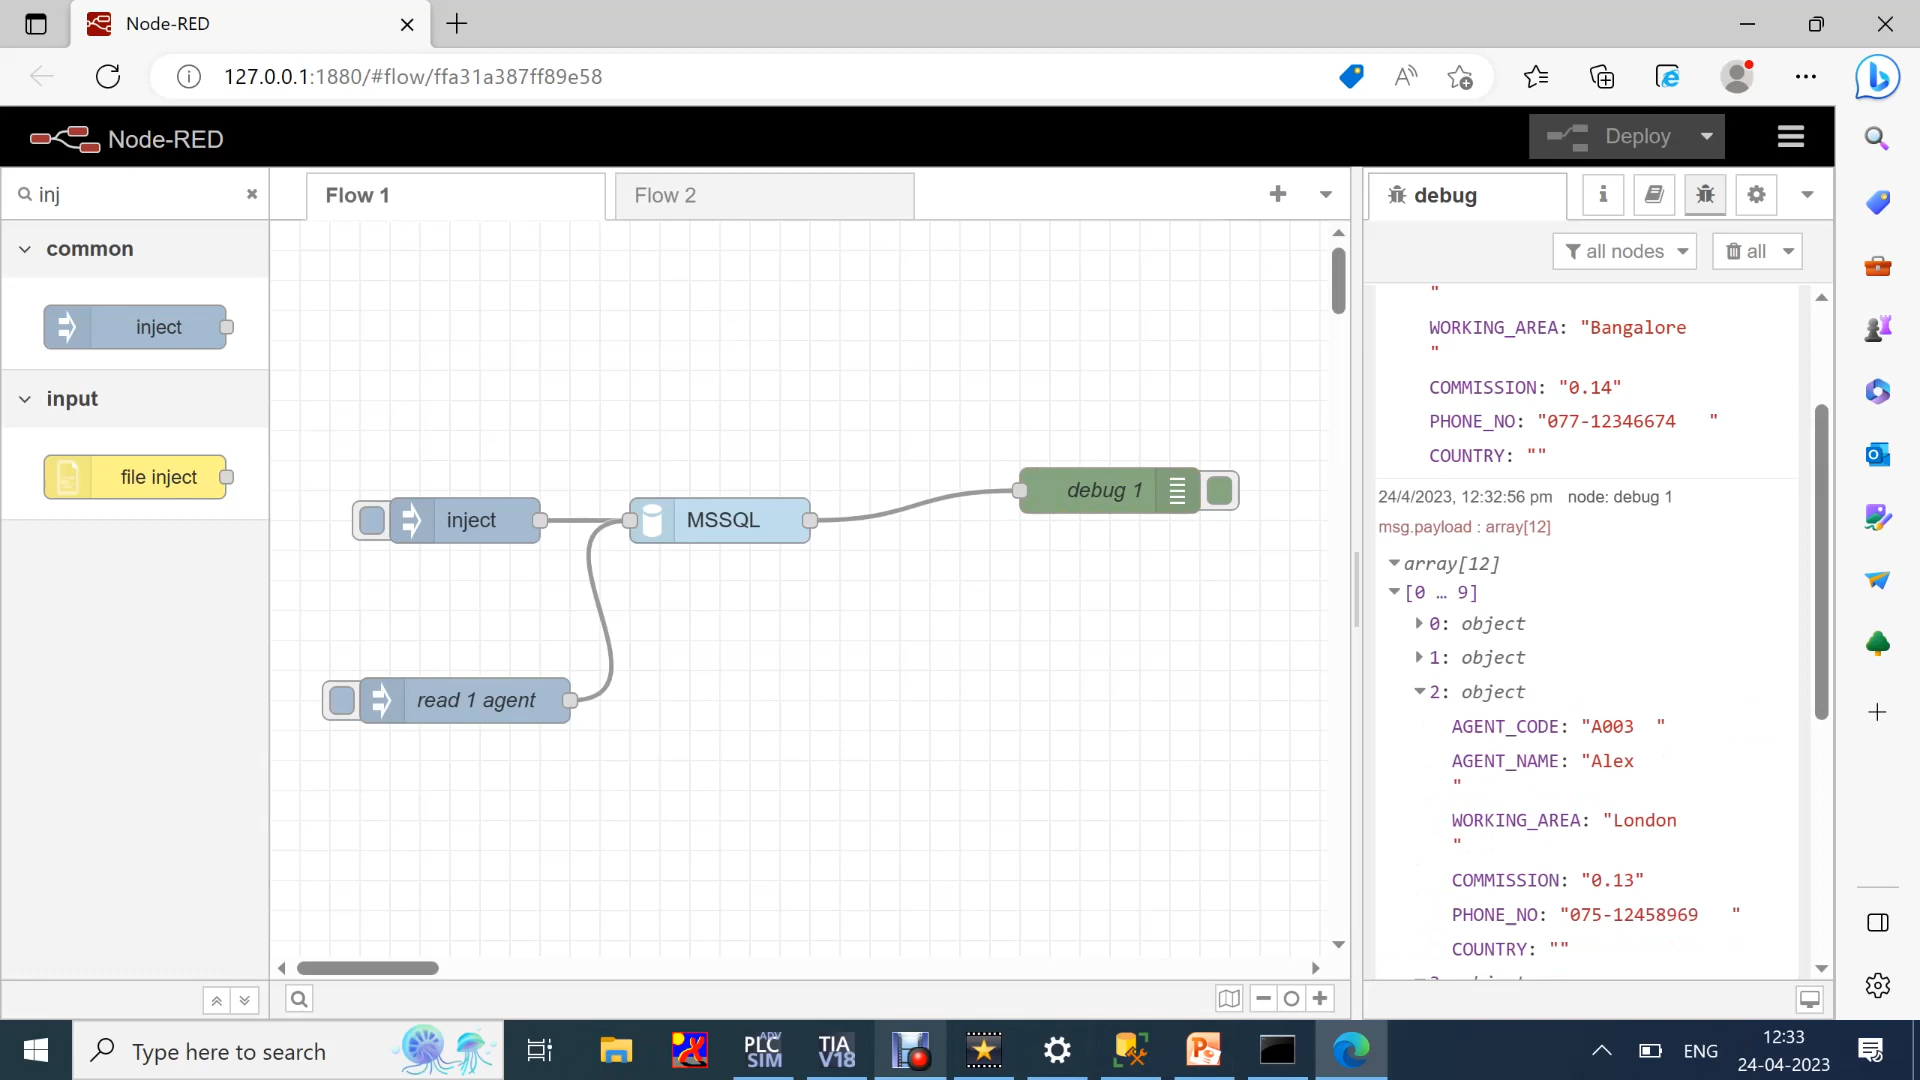 Node-RED
127.0.0.1:1880/#flow/ffa31a387ff89e58
Node-RED
Deploy
inj
Flow 1
Flow 2
debug
common
all nodes
all
inject
input
file inject
inject
MSSQL
debug 1
read 1 agent
"
WORKING_AREA: "Bangalore
"
COMMISSION: "0.14"
PHONE_NO: "077-12346674 "
COUNTRY: ""
24/4/2023, 12:32:56 pm node: debug 1
msg.payload : array[12]
array[12]
[0 … 9]
0: object
1: object
2: object
AGENT_CODE: "A003 "
AGENT_NAME: "Alex
"
WORKING_AREA: "London
"
COMMISSION: "0.13"
PHONE_NO: "075-12458969 "
COUNTRY: ""
Type here to search
ADV
PLC
SIM
TIA
V18
ENG
12:33
24-04-2023